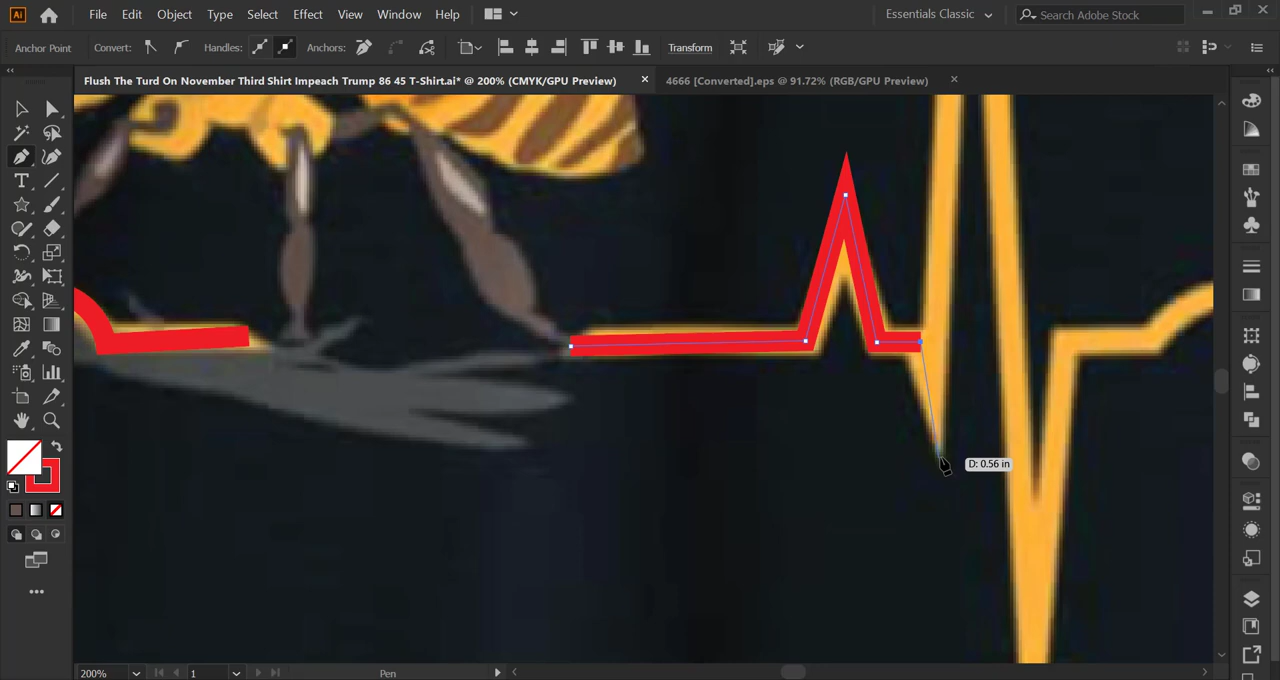 Ai File Edit Object Type Select Effect View Window Help Essentials Classic Search Adobe Stock
Anchor Point Convert: Handles: Anchors: Transform
Flush The Turd On November Third Shirt Impeach Trump 86 45 T-Shirt.ai* @ 200% (CMYK/GPU Preview) 4666 [Converted].eps @ 91.72% (RGB/GPU Preview)
D: 0.56 in
200% 1 Pen